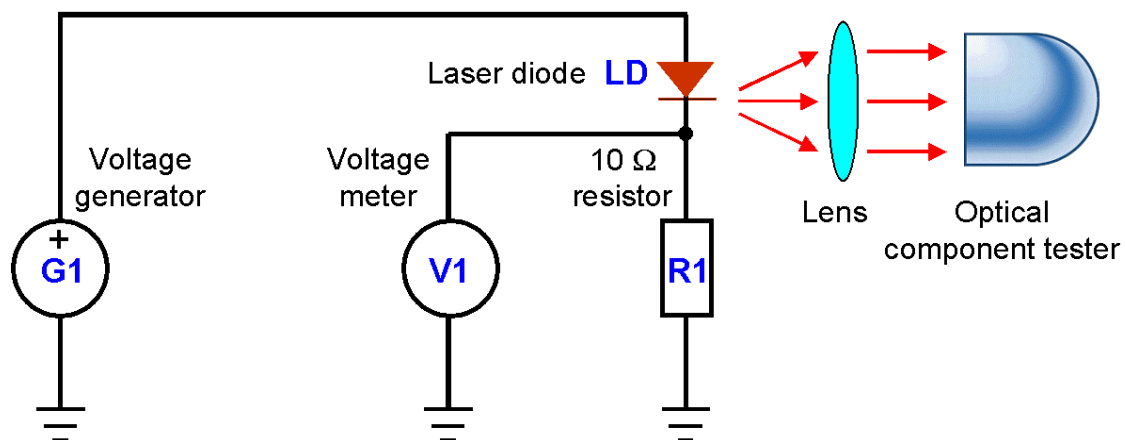 Laser diode LD
Voltage
generator
Voltage
meter
10 Ω
resistor
Lens
Optical
component tester
+
G1
V1
R1